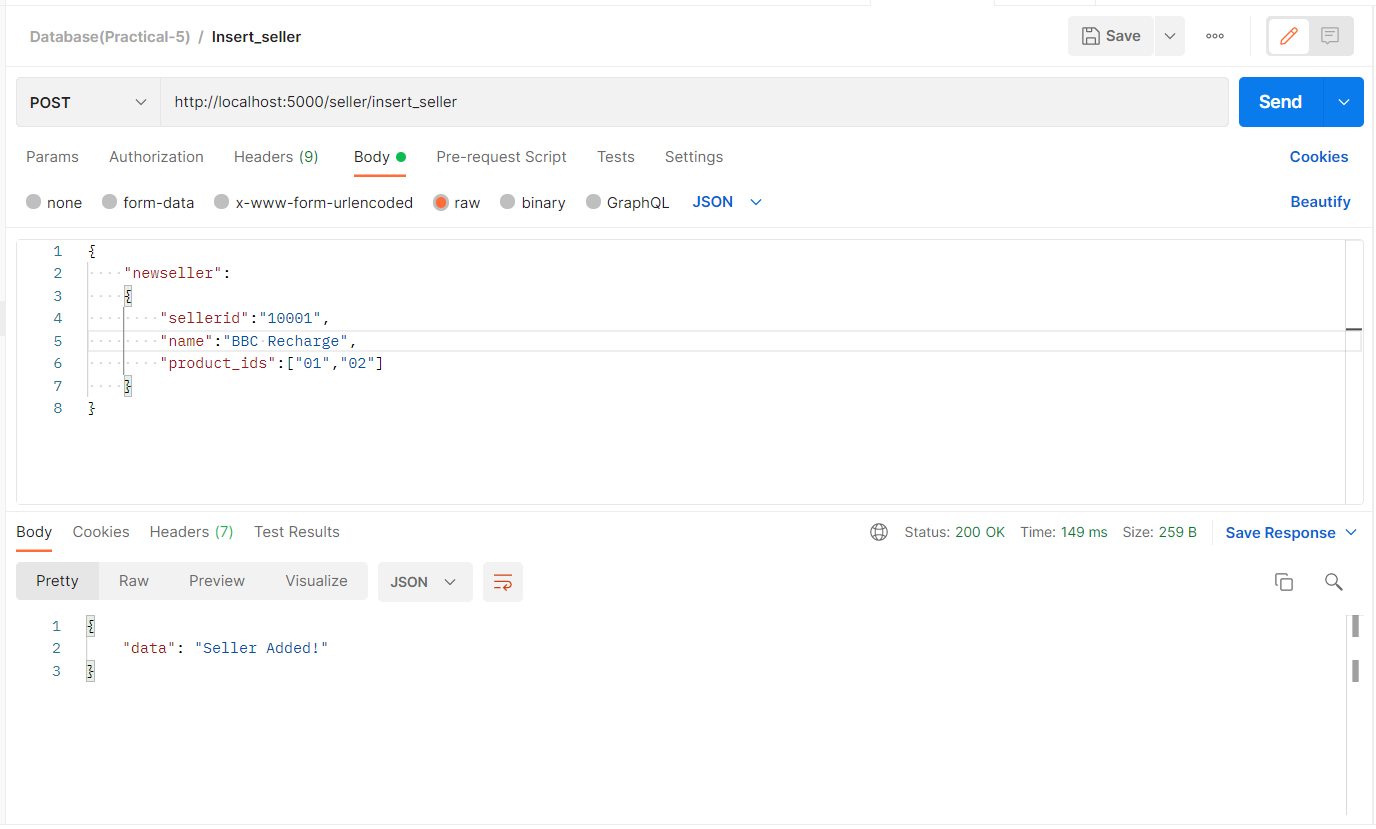 Database(Practical-5) / Insert_seller
Save
POST http://localhost:5000/seller/insert_seller Send
Params Authorization Headers (9) Body Pre-request Script Tests Settings Cookies
none form-data x-www-form-urlencoded raw binary GraphQL JSON Beautify
1 {
2 "newseller":
3 {
4 "sellerid":"10001",
5 "name":"BBC Recharge",
6 "product_ids":["01","02"]
7 }
8 }
Body Cookies Headers (7) Test Results Status: 200 OK Time: 149 ms Size: 259 B Save Response
Pretty Raw Preview Visualize JSON
1 {
2 "data": "Seller Added!"
3 }